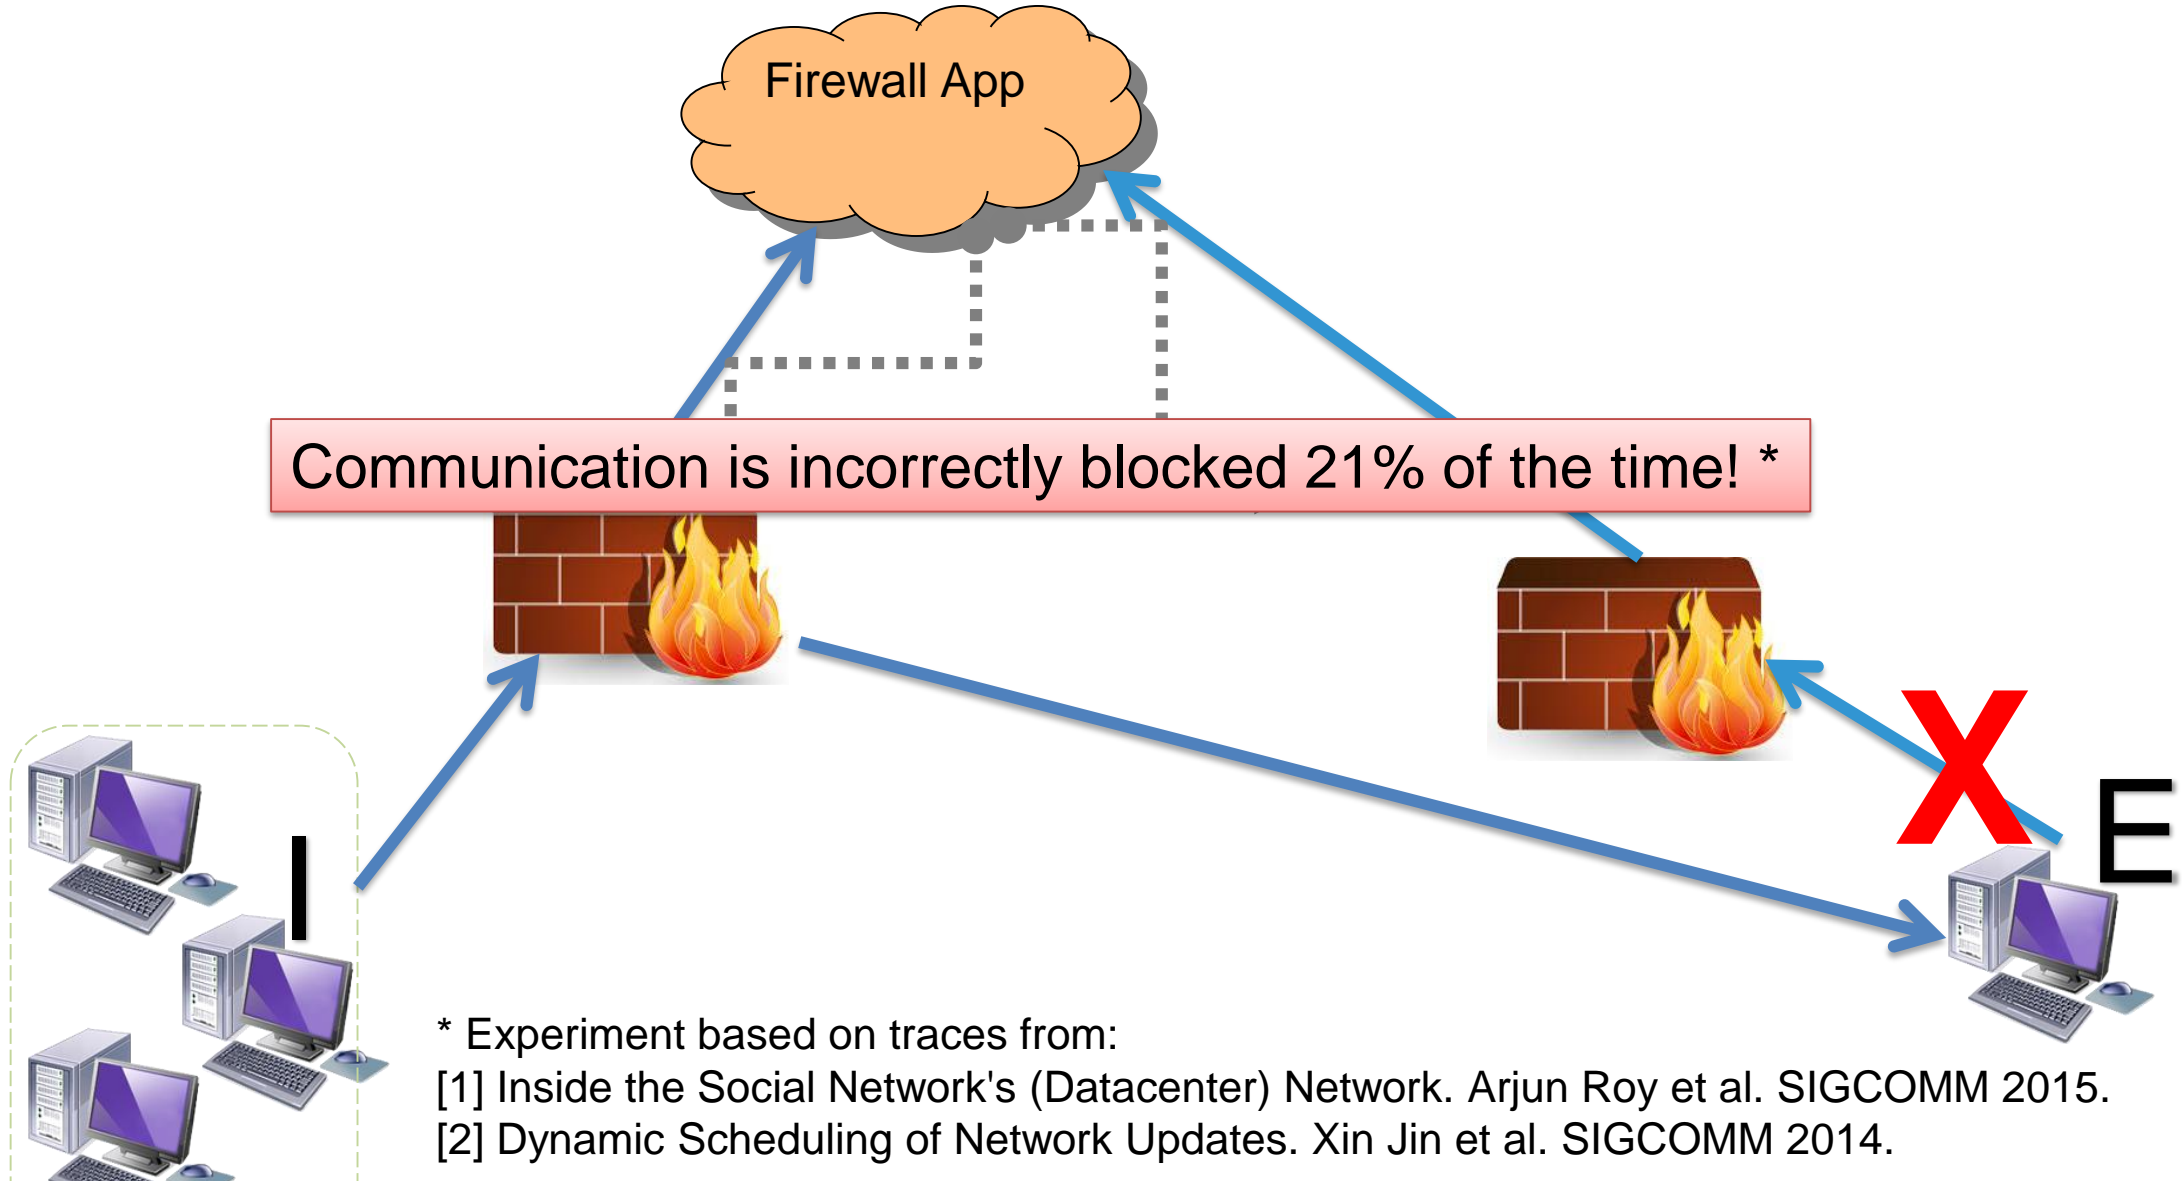 Firewall App
Communication is incorrectly blocked 21% of the time! *
X
E
I
* Experiment based on traces from:
[1] Inside the Social Network's (Datacenter) Network. Arjun Roy et al. SIGCOMM 2015.
[2] Dynamic Scheduling of Network Updates. Xin Jin et al. SIGCOMM 2014.